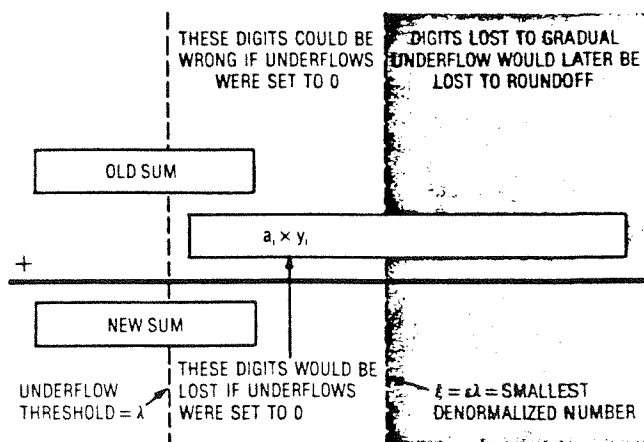 THESE DIGITS COULD BE
WRONG IF UNDERFLOWS
WERE SET TO 0
DIGITS LOST TO GRADUAL
UNDERFLOW WOULD LATER BE
LOST TO ROUNDOFF
OLD SUM
aᵢ × yᵢ
+
NEW SUM
THESE DIGITS WOULD BE
LOST IF UNDERFLOWS
WERE SET TO 0
UNDERFLOW
THRESHOLD = λ
ξ = ελ = SMALLEST
DENORMALIZED NUMBER